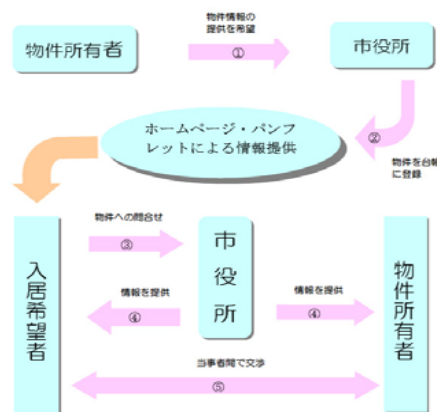 物件情報の
提供を希望
物件所有者
①
市役所
ホームページ・パンフ
レットによる情報提供
②
物件を台帳
に登録
物件への問合せ
③
入居希望者
市役所
物件所有者
情報を提供
④
情報を提供
④
当事者間で交渉
⑤